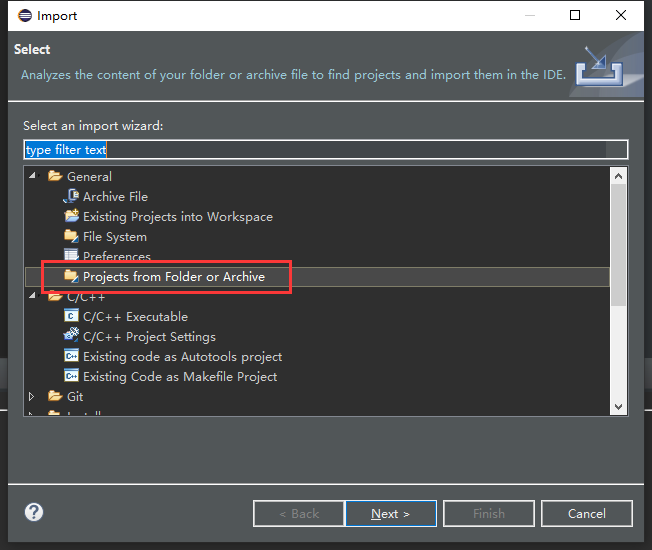 Import
Select
Analyzes the content of your folder or archive file to find projects and import them in the IDE.
Select an import wizard:
type filter text
General
Archive File
Existing Projects into Workspace
File System
Preferences
Projects from Folder or Archive
C/C++
C/C++ Executable
C/C++ Project Settings
Existing code as Autotools project
Existing Code as Makefile Project
Git
Install
< Back
Next >
Finish
Cancel